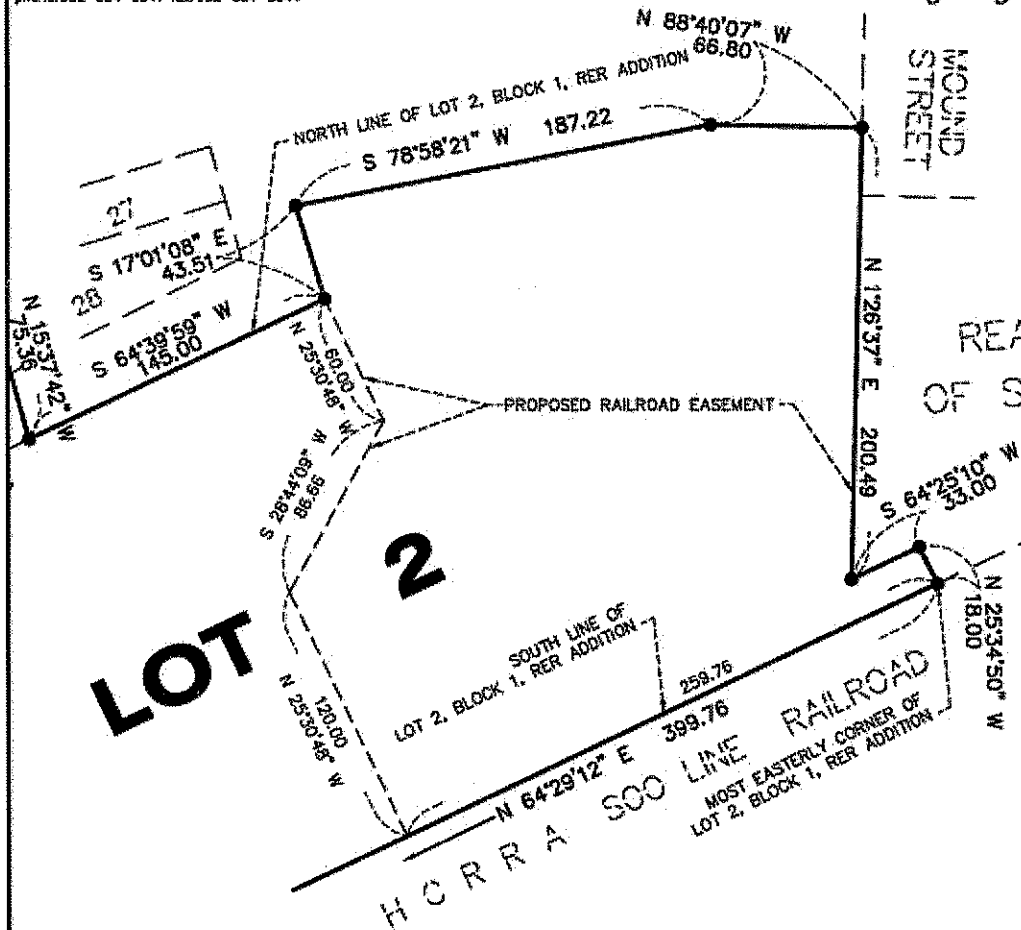 N 88°40'07" W
66.80
MOUND
STREET
NORTH LINE OF LOT 2, BLOCK 1, RER ADDITION
S 78°58'21" W 187.22
27
S 17°01'08" E
43.51
28
N 15°37'42" W
75.36
S 64°39'59" W
145.00
60.00
N 25°30'48" W
N 1°26'37" E 200.49
REA
OF S
PROPOSED RAILROAD EASEMENT
S 28°44'09" W
86.66
S 64°25'10" W
33.00
LOT 2
N 25°34'50" W
18.00
SOUTH LINE OF
LOT 2, BLOCK 1, RER ADDITION
120.00
N 25°30'48" W
259.76
N 64°29'12" E 399.76
SOO LINE RAILROAD
MOST EASTERLY CORNER OF
LOT 2, BLOCK 1, RER ADDITION
H C R R A